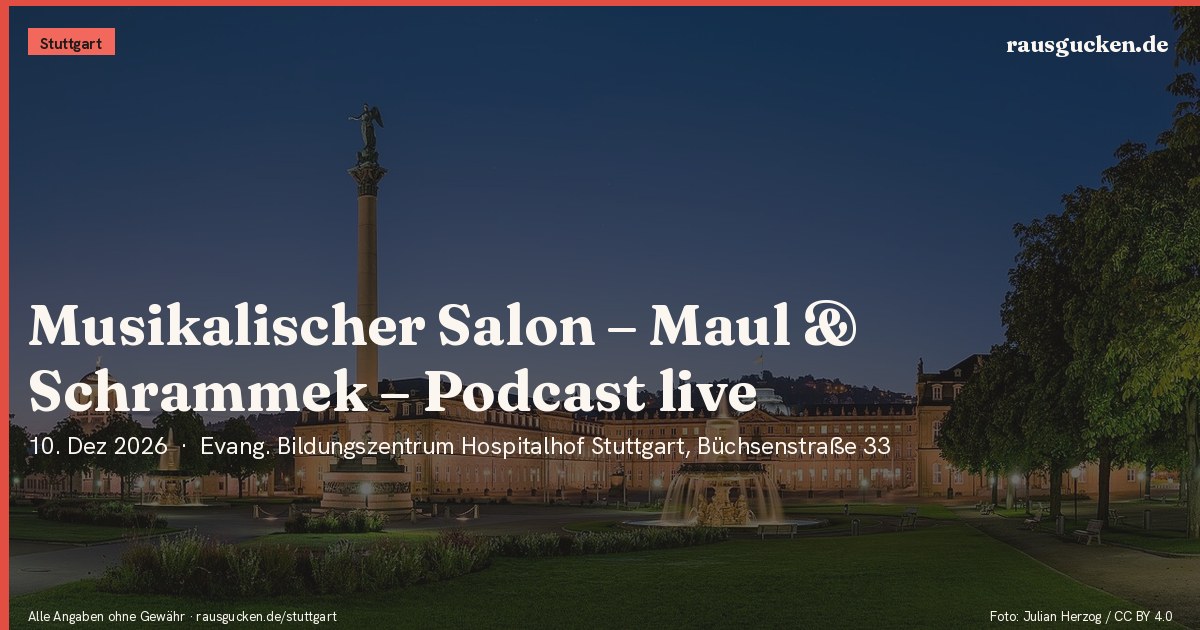 Stuttgart
rausgucken.de
Musikalischer Salon – Maul &
Schrammek – Podcast live
10. Dez 2026 · Evang. Bildungszentrum Hospitalhof Stuttgart, Büchsenstraße 33
Alle Angaben ohne Gewähr · rausgucken.de/stuttgart
Foto: Julian Herzog / CC BY 4.0